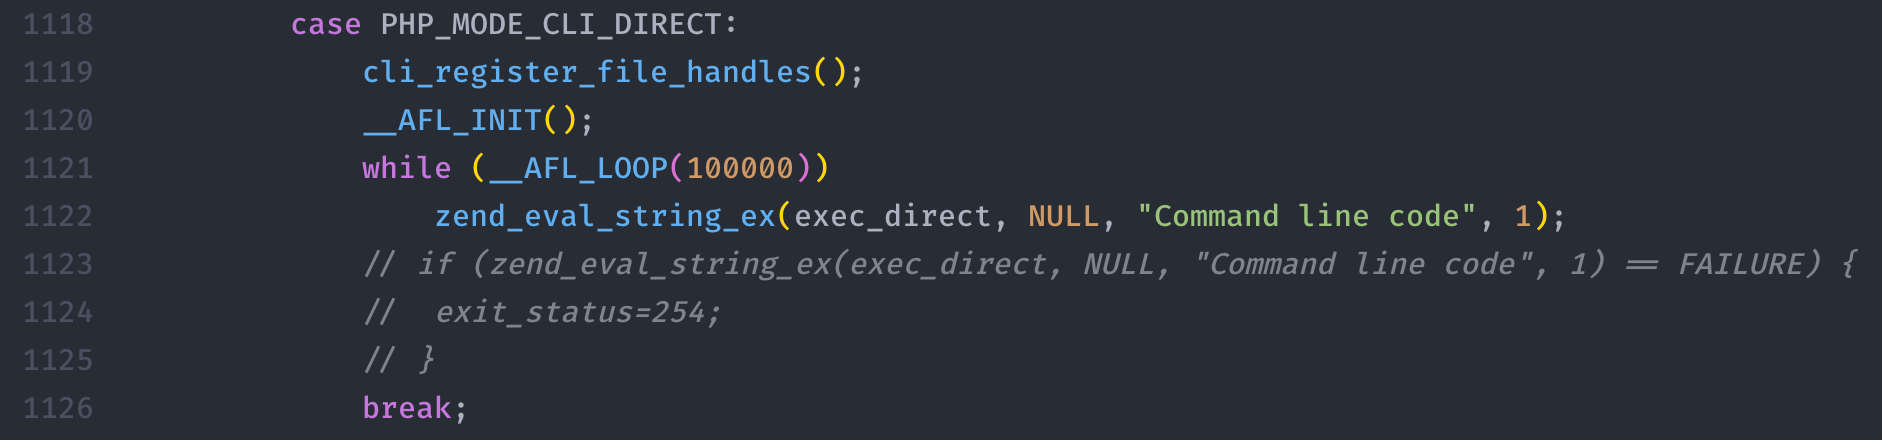 1118 case PHP_MODE_CLI_DIRECT:
1119 cli_register_file_handles();
1120 __AFL_INIT();
1121 while (__AFL_LOOP(100000))
1122 zend_eval_string_ex(exec_direct, NULL, "Command line code", 1);
1123 // if (zend_eval_string_ex(exec_direct, NULL, "Command line code", 1) == FAILURE) {
1124 //  exit_status=254;
1125 // }
1126 break;